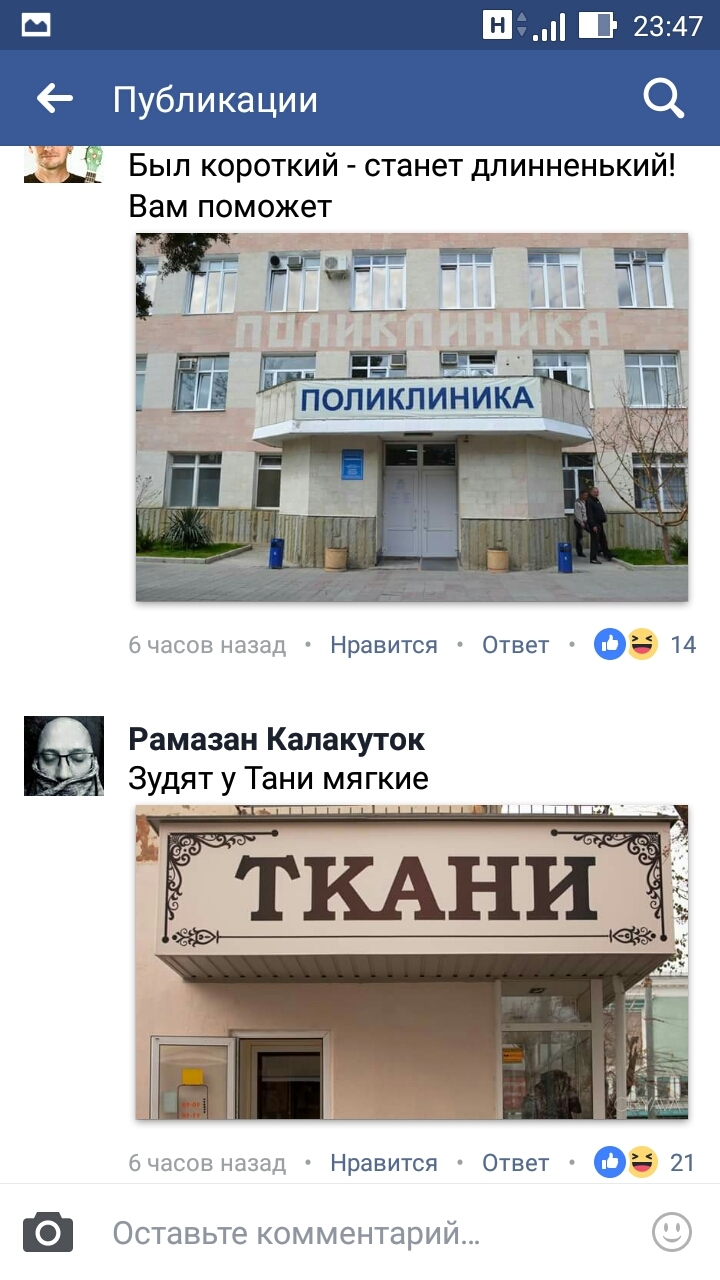 H
23:47
Публикации
Был короткий - станет длинненький!
Вам поможет
ПОЛИКЛИНИКА
ПОЛИКЛИНИКА
6 часов назад • Нравится • Ответ • 14
Рамазан Калакуток
Зудят у Тани мягкие
ТКАНИ
6 часов назад • Нравится • Ответ • 21
Оставьте комментарий...